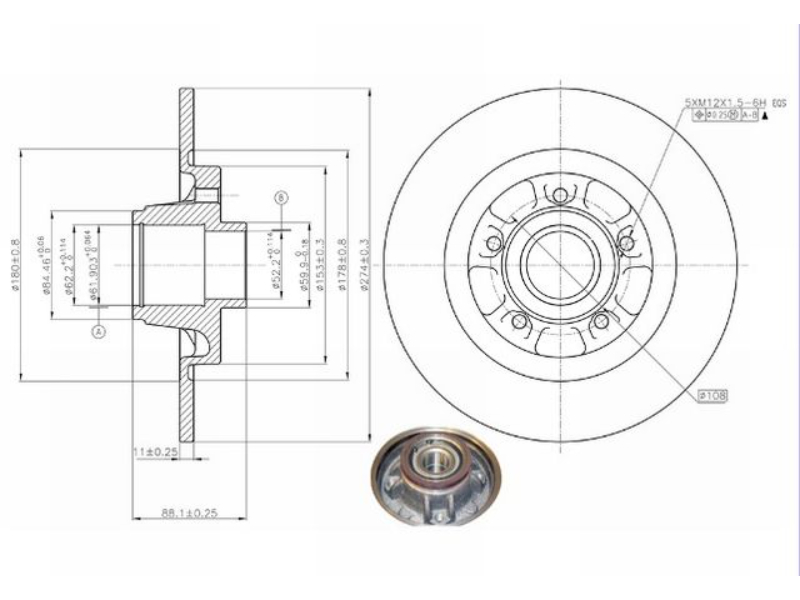 ø180±0.8
ø84.46 +0.06 0
ø62.2 +0.114 0
ø61.903 +0.064 0
A
B
ø52.2 +0.114 0
ø59.9 0 -0.18
ø153±0.3
ø178±0.8
ø274±0.3
11±0.25
88.1±0.25
5XM12X1.5-6H EQS
⌖ ø0.25Ⓜ A-B
ø108